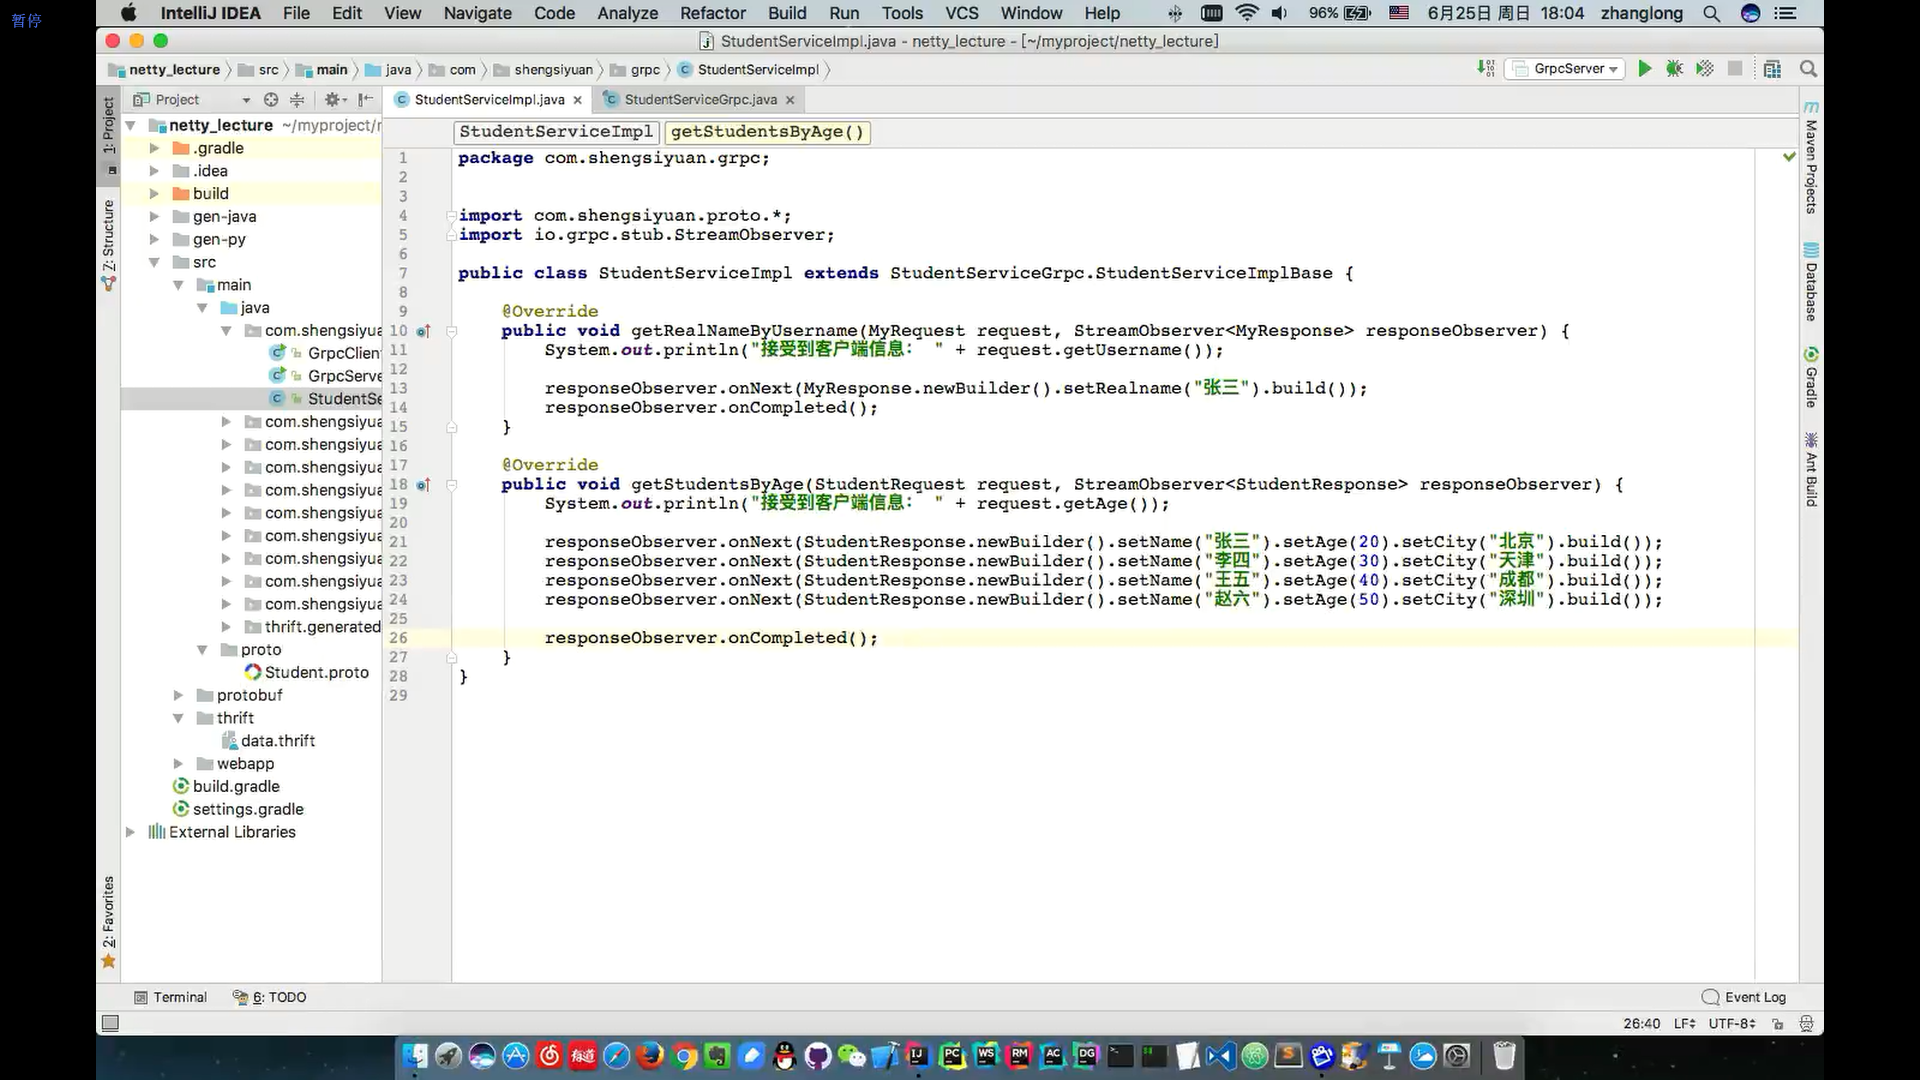 暂停
IntelliJ IDEA File Edit View Navigate Code Analyze Refactor Build Run Tools VCS Window Help 96% 6月25日 周日 18:04 zhanglong
StudentServiceImpl.java - netty_lecture - [~/myproject/netty_lecture]
netty_lecture src main java com shengsiyuan grpc StudentServiceImpl GrpcServer
Project StudentServiceImpl.java StudentServiceGrpc.java
StudentServiceImpl getStudentsByAge()
1: Project
Z: Structure
2: Favorites
netty_lecture ~/myproject/r
.gradle
.idea
build
gen-java
gen-py
src
main
java
com.shengsiyua
GrpcClien
GrpcServe
StudentSe
com.shengsiyua
com.shengsiyua
com.shengsiyua
com.shengsiyua
com.shengsiyua
com.shengsiyua
com.shengsiyua
com.shengsiyua
com.shengsiyua
thrift.generated
proto
Student.proto
protobuf
thrift
data.thrift
webapp
build.gradle
settings.gradle
External Libraries
1 package com.shengsiyuan.grpc;
2
3
4 import com.shengsiyuan.proto.*;
5 import io.grpc.stub.StreamObserver;
6
7 public class StudentServiceImpl extends StudentServiceGrpc.StudentServiceImplBase {
8
9 @Override
10 public void getRealNameByUsername(MyRequest request, StreamObserver<MyResponse> responseObserver) {
11 System.out.println("接受到客户端信息： " + request.getUsername());
12
13 responseObserver.onNext(MyResponse.newBuilder().setRealname("张三").build());
14 responseObserver.onCompleted();
15 }
16
17 @Override
18 public void getStudentsByAge(StudentRequest request, StreamObserver<StudentResponse> responseObserver) {
19 System.out.println("接受到客户端信息： " + request.getAge());
20
21 responseObserver.onNext(StudentResponse.newBuilder().setName("张三").setAge(20).setCity("北京").build());
22 responseObserver.onNext(StudentResponse.newBuilder().setName("李四").setAge(30).setCity("天津").build());
23 responseObserver.onNext(StudentResponse.newBuilder().setName("王五").setAge(40).setCity("成都").build());
24 responseObserver.onNext(StudentResponse.newBuilder().setName("赵六").setAge(50).setCity("深圳").build());
25
26 responseObserver.onCompleted();
27 }
28 }
29
Maven Projects
Database
Gradle
Ant Build
Terminal 6: TODO Event Log
26:40 LF UTF-8
有道 IJ PC WS RM AC DG